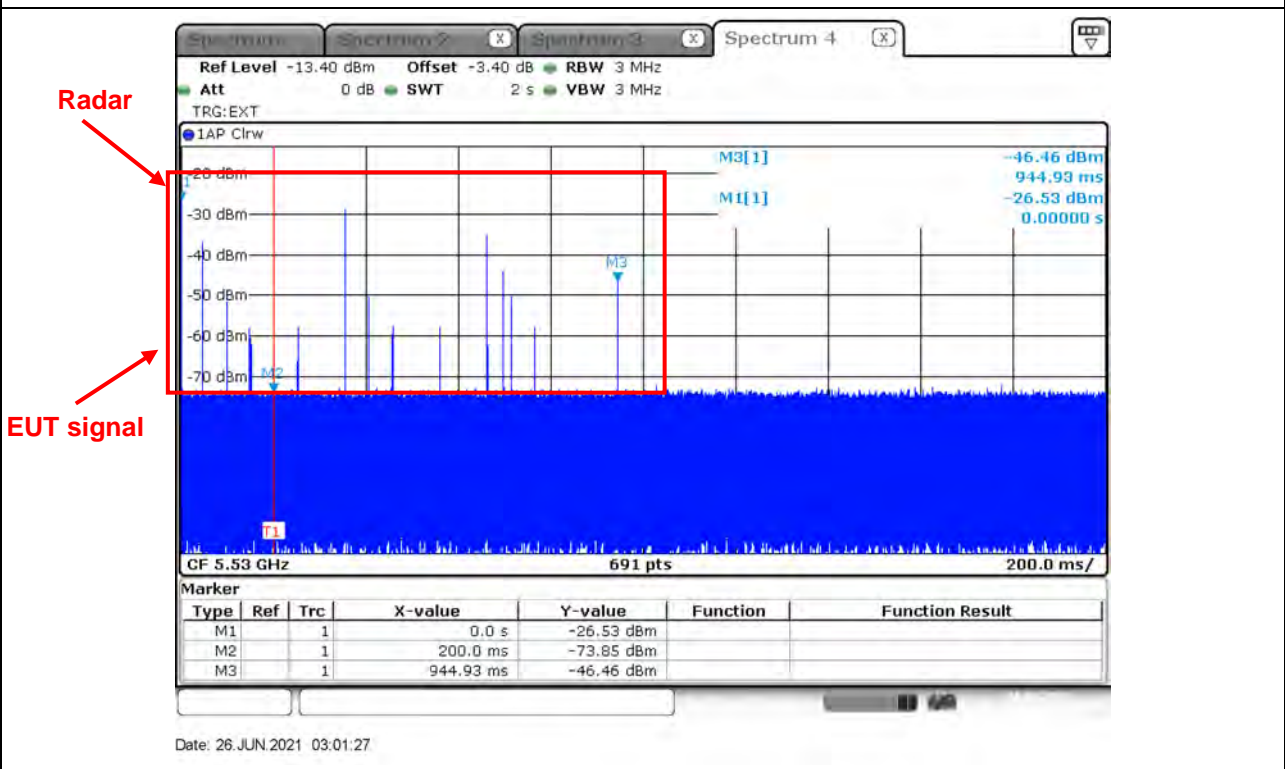 Spectrum 4 X
Ref Level -13.40 dBm Offset -3.40 dB RBW 3 MHz
Att 0 dB SWT 2 s VBW 3 MHz
TRG:EXT
1AP Clrw
Radar
EUT signal
M3[1] -46.46 dBm
944.93 ms
M1[1] -26.53 dBm
0.00000 s
-20 dBm
1
-30 dBm
-40 dBm
M3
-50 dBm
-60 dBm
-70 dBm
M2
T1
CF 5.53 GHz 691 pts 200.0 ms/
Marker
Type Ref Trc X-value Y-value Function Function Result
M1 1 0.0 s -26.53 dBm
M2 1 200.0 ms -73.85 dBm
M3 1 944.93 ms -46.46 dBm
Date: 26.JUN.2021 03:01:27